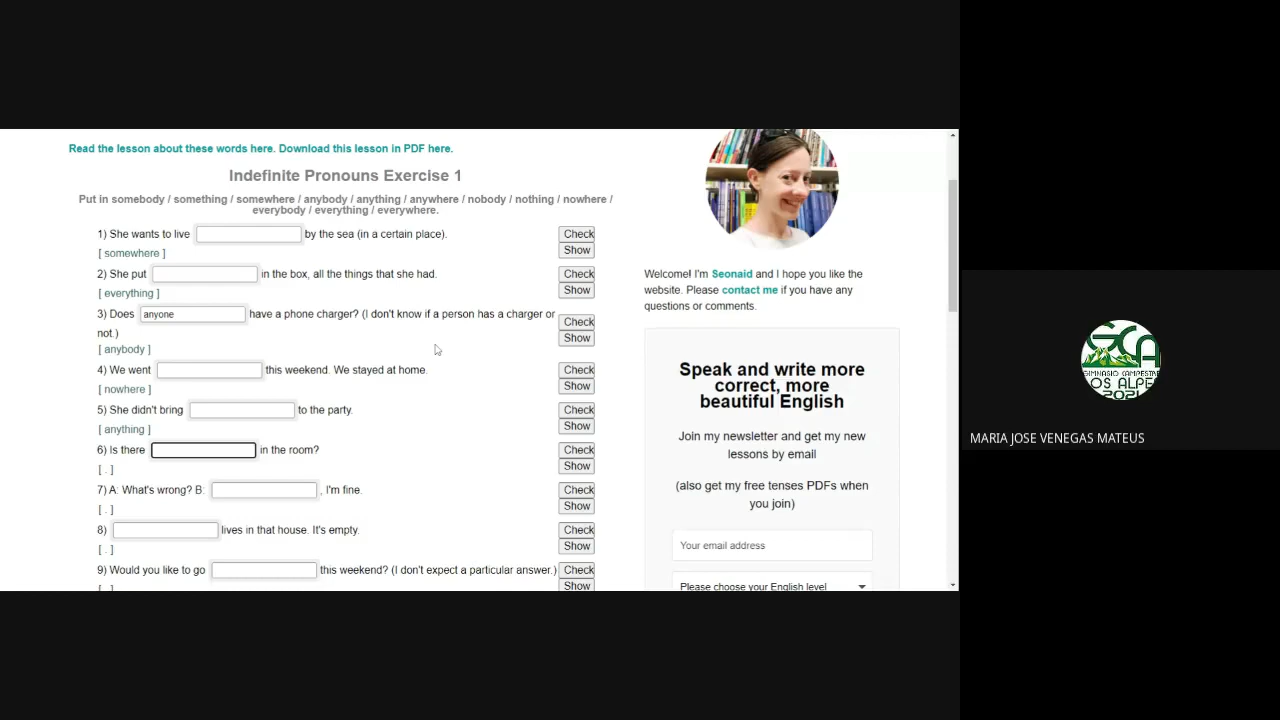 Read the lesson about these words here. Download this lesson in PDF here.
Indefinite Pronouns Exercise 1
Put in somebody / something / somewhere / anybody / anything / anywhere / nobody / nothing / nowhere /
everybody / everything / everywhere.
1) She wants to live by the sea (in a certain place).
Check
Show
[ somewhere ]
2) She put in the box, all the things that she had.
Check
Show
[ everything ]
3) Does anyone have a phone charger? (I don't know if a person has a charger or
not.)
Check
Show
[ anybody ]
4) We went this weekend. We stayed at home.
Check
Show
[ nowhere ]
5) She didn't bring to the party.
Check
Show
[ anything ]
6) Is there in the room?
Check
Show
[ . ]
7) A: What's wrong? B: , I'm fine.
Check
Show
[ . ]
8) lives in that house. It's empty.
Check
Show
[ . ]
9) Would you like to go this weekend? (I don't expect a particular answer.)
Check
Show
Welcome! I'm Seonaid and I hope you like the
website. Please contact me if you have any
questions or comments.
Speak and write more
correct, more
beautiful English
Join my newsletter and get my new
lessons by email
(also get my free tenses PDFs when
you join)
Your email address
Please choose your English level
GCA
GIMNASIO CAMPESTRE
LOS ALPES
2021
MARIA JOSE VENEGAS MATEUS